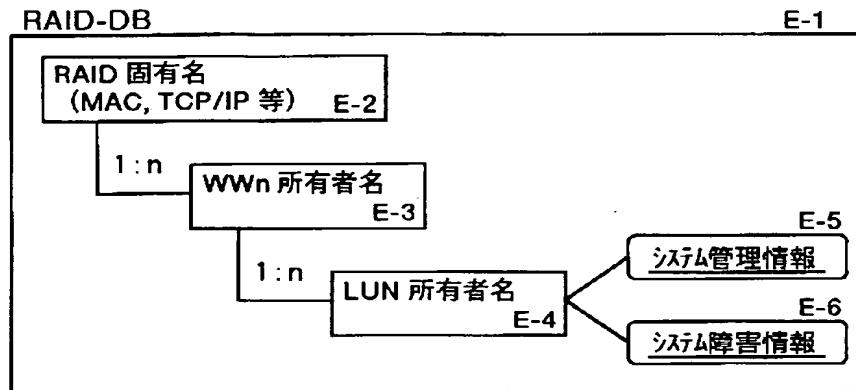 RAID-DB E-1
RAID 固有名
(MAC, TCP/IP 等) E-2
1:n
WWn 所有者名
E-3
1:n
LUN 所有者名
E-4
E-5
ｼｽﾃﾑ管理情報
E-6
ｼｽﾃﾑ障害情報